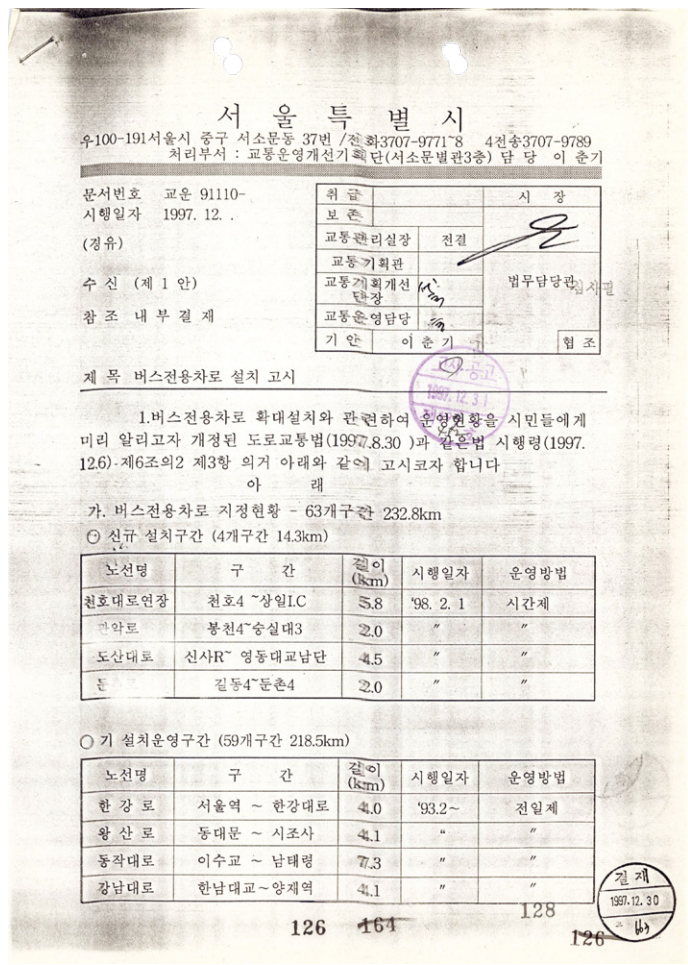 서 울 특 별 시
우100-191서울시 중구 서소문동 37번 /전화3707-9771~8 4전송3707-9789
처리부서 : 교통운영개선기획단(서소문별관3층) 담 당 이 춘기
문서번호 교운 91110-
시행일자 1997. 12. .
(경유)
수 신 (제 1 안)
참 조 내 부 결 재
취 급 시 장
보 존
교통관리실장 전결
교통기획관
교통기획개선단장 법무담당관 심사필
교통운영담당
기 안 이 춘 기 협 조
제 목 버스전용차로 설치 고시
1997.12.31
1.버스전용차로 확대설치와 관련하여 운영현황을 시민들에게
미리 알리고자 개정된 도로교통법(1997.8.30 )과 같은법 시행령(1997.
12.6) 제6조의2 제3항 의거 아래와 같이 고시코자 합니다
아 래
가. 버스전용차로 지정현황 - 63개구간 232.8km
○ 신규 설치구간 (4개구간 14.3km)
노선명 구 간 길이(km) 시행일자 운영방법
천호대로연장 천호4 ~상일I.C 5.8 '98. 2. 1 시간제
관악로 봉천4~숭실대3 2.0 〃 〃
도산대로 신사R~ 영동대교남단 4.5 〃 〃
둔 길동4~둔촌4 2.0 〃 〃
○ 기 설치운영구간 (59개구간 218.5km)
노선명 구 간 길이(km) 시행일자 운영방법
한 강 로 서울역 ~ 한강대로 4.0 '93.2~ 전일제
왕 산 로 동대문 ~ 시조사 4.1 “ 〃
동작대로 이수교 ~ 남태령 7.3 〃 〃
강남대로 한남대교~양재역 4.1 〃 〃
결 재
1997. 12. 30
663
128
126 164
126